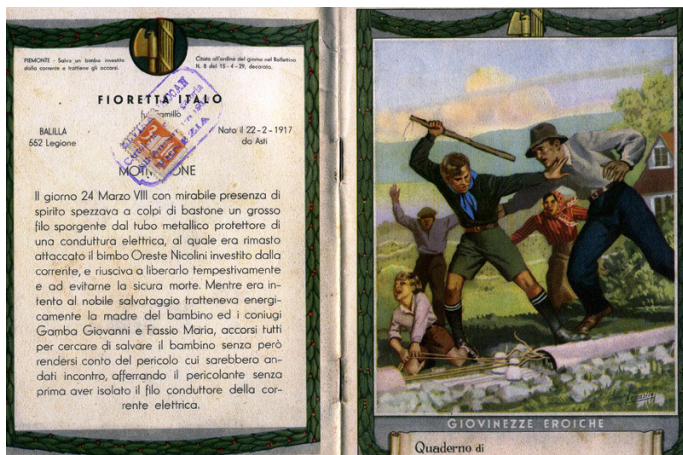 PIEMONTE - Salva un bimbo investito
dalla corrente e trattiene gli accorsi.
Citato all'ordine del giorno nel Bollettino
N. 8 del 15-4-29, decorato.
FIORETTA ITALO
BALILLA
552 Legione
Nato il 22-2-1917
da Asti
Il giorno 24 Marzo VIII con mirabile presenza di
spirito spezzava a colpi di bastone un grosso
filo sporgente dal tubo metallico protettore di
una conduttura elettrica, al quale era rimasto
attaccato il bimbo Oreste Nicolini investito dalla
corrente, e riusciva a liberarlo tempestivamente
e ad evitarne la sicura morte. Mentre era in-
tento al nobile salvataggio tratteneva energi-
camente la madre del bambino ed i coniugi
Gamba Giovanni e Fassio Maria, accorsi tutti
per cercare di salvare il bambino senza però
rendersi conto del pericolo cui sarebbero an-
dati incontro, afferrando il pericolante senza
prima aver isolato il filo conduttore della cor-
rente elettrica.
GIOVINEZZE EROICHE
Quaderno di